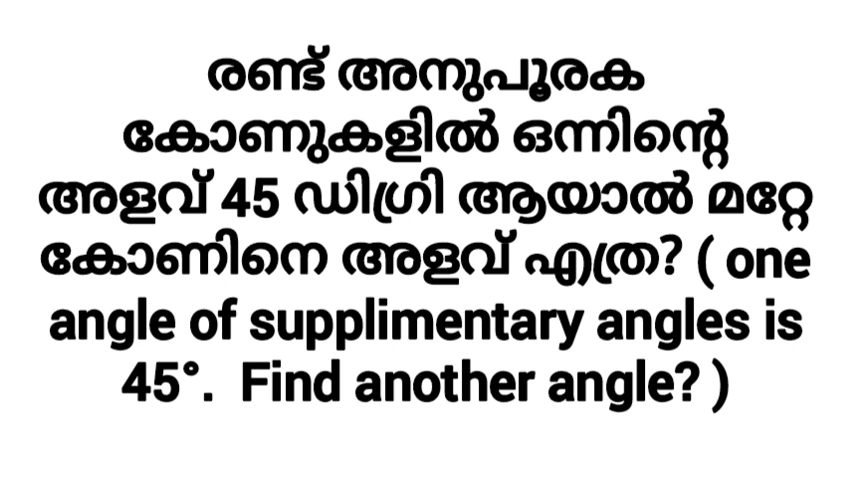 രണ്ട് അനുപൂരക
കോണുകളിൽ ഒന്നിന്റെ
അളവ് 45 ഡിഗ്രി ആയാൽ മറ്റേ
കോണിനെ അളവ് എത്ര? ( one
angle of supplimentary angles is
45°. Find another angle? )